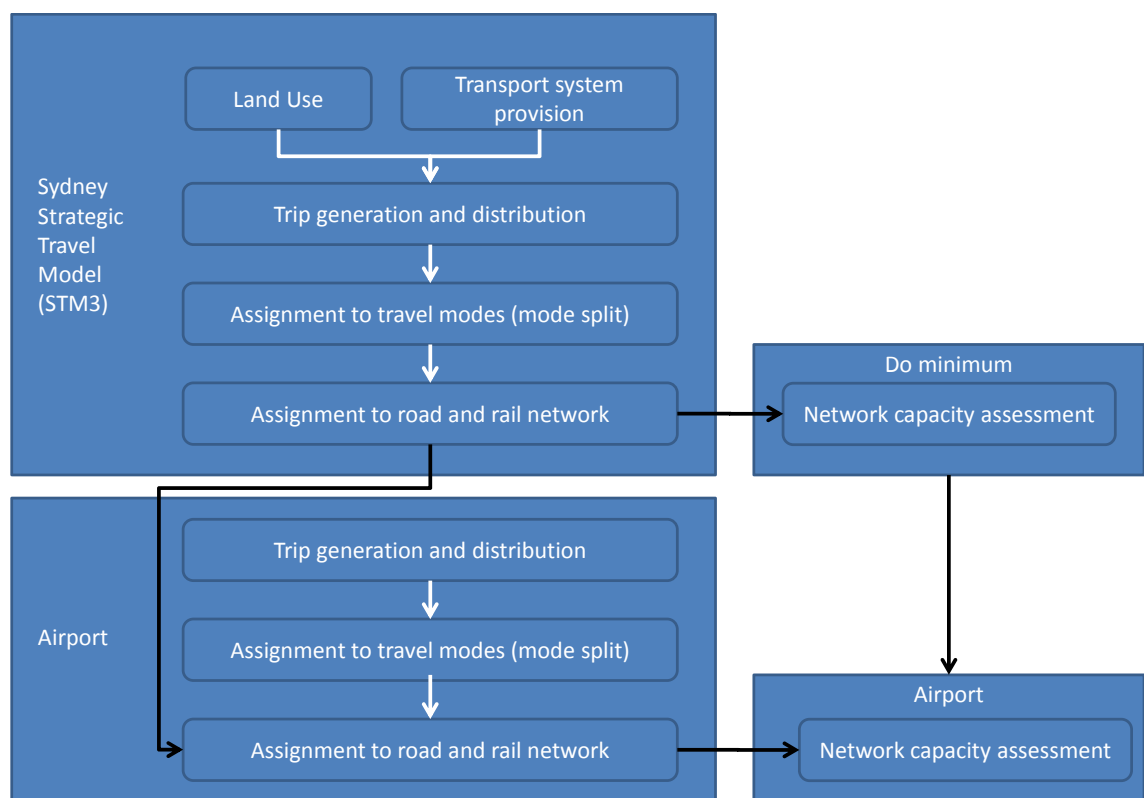 Land Use
Transport system
provision
Sydney
Strategic
Travel
Model
(STM3)
Trip generation and distribution
Assignment to travel modes (mode split)
Assignment to road and rail network
Do minimum
Network capacity assessment
Airport
Trip generation and distribution
Assignment to travel modes (mode split)
Assignment to road and rail network
Airport
Network capacity assessment